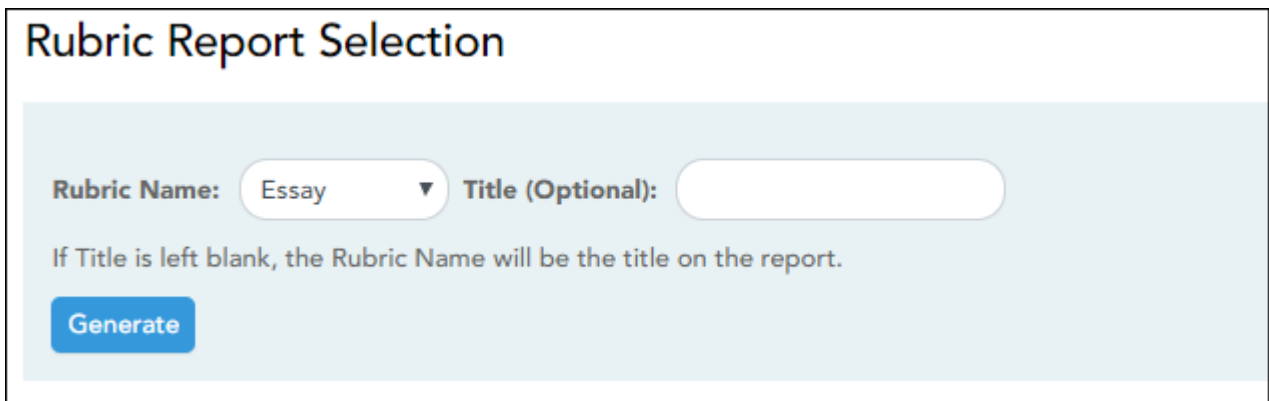 Rubric Report Selection
Rubric Name: Essay ▼ Title (Optional):
If Title is left blank, the Rubric Name will be the title on the report.
Generate